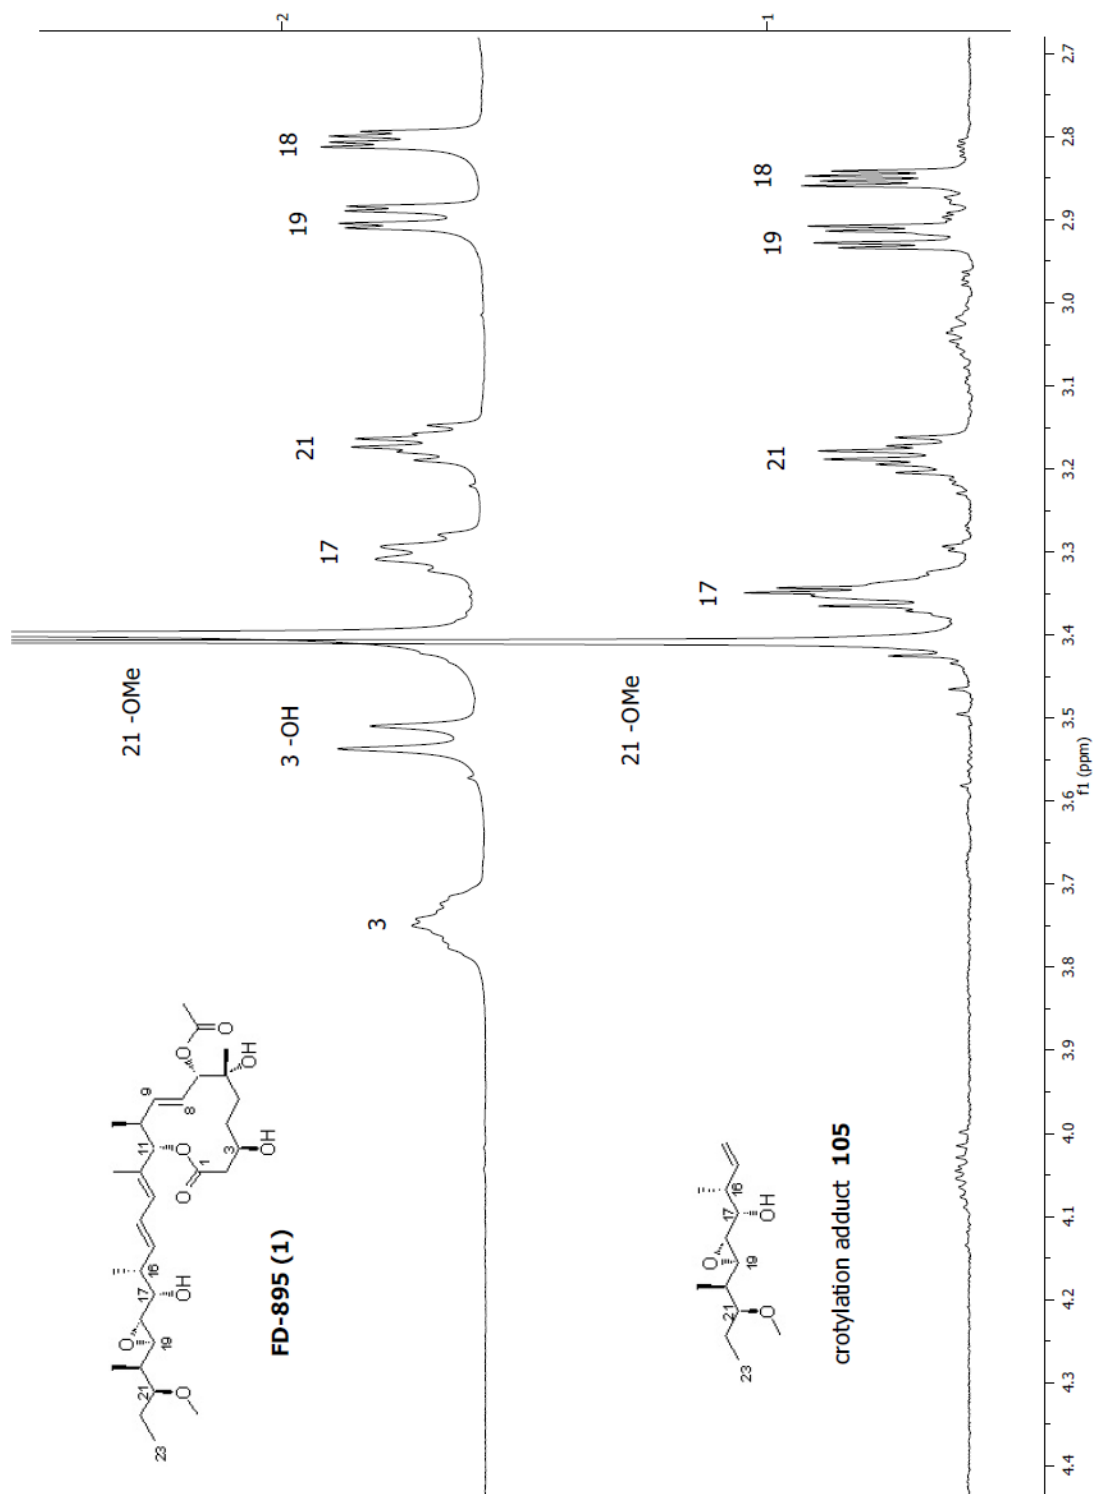 2
1
18
19
21
17
21 -OMe
3 -OH
3
O
O
OH
9
8
11
O
1
3
OH
O
16
17
OH
O
19
21
O
23
FD-895 (1)
18
19
21
17
21 -OMe
16
17
OH
O
19
21
O
23
crotylation adduct 105
4.4
4.3
4.2
4.1
4.0
3.9
3.8
3.7
3.6
3.5
3.4
3.3
3.2
3.1
3.0
2.9
2.8
2.7
f1 (ppm)